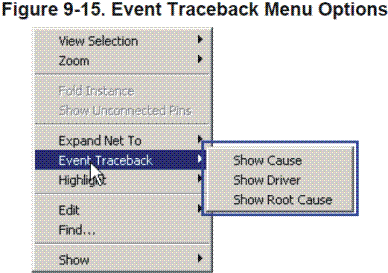 Figure 9-15. Event Traceback Menu Options
View Selection
Zoom
Fold Instance
Show Unconnected Pins
Expand Net To
Event Traceback
Highlight
Edit
Find...
Show
Show Cause
Show Driver
Show Root Cause